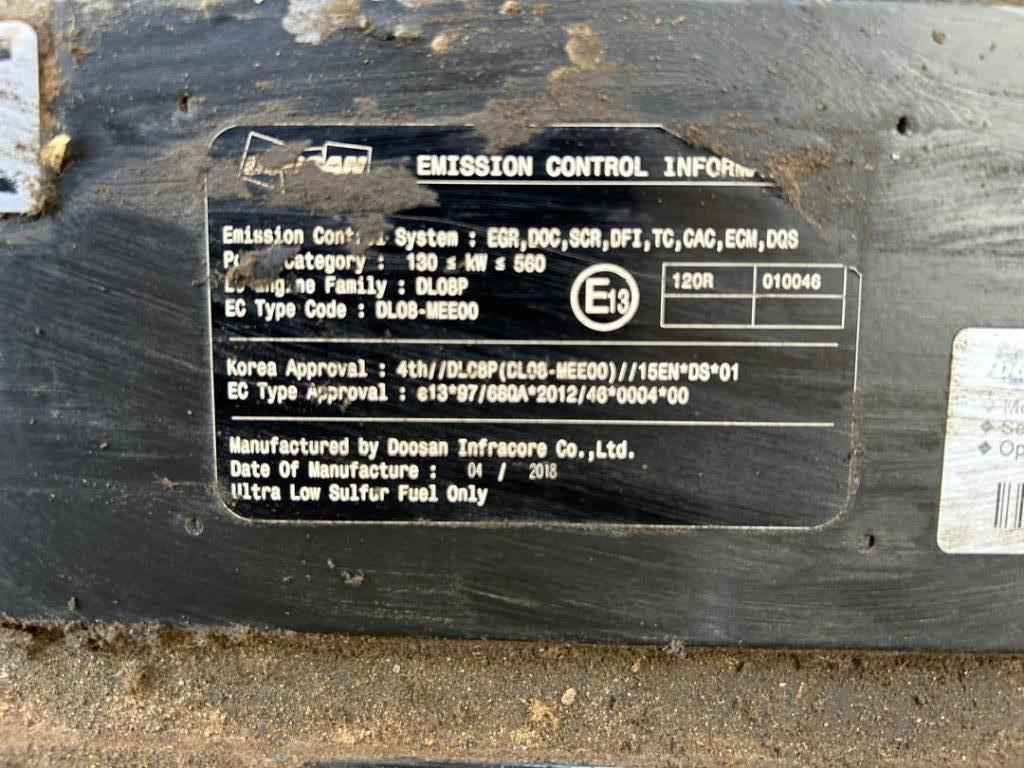 EMISSION CONTROL
Emission Control System : EGR,DOC,SCR,DFI,TC,CAC,ECM,DQS
Category : 130 ≤ kW ≤ 560
Engine Family : DL08P
EC Type Code : DL08-MEE00
E13
120R 010046
Korea Approval : 4th//DL08P(DL08-MEE00)//15EN*DS*01
EC Type Approval : e13*97/68QA*2012/46*0004*00
Manufactured by Doosan Infracore Co.,Ltd.
Date Of Manufacture : 04 / 2018
Ultra Low Sulfur Fuel Only